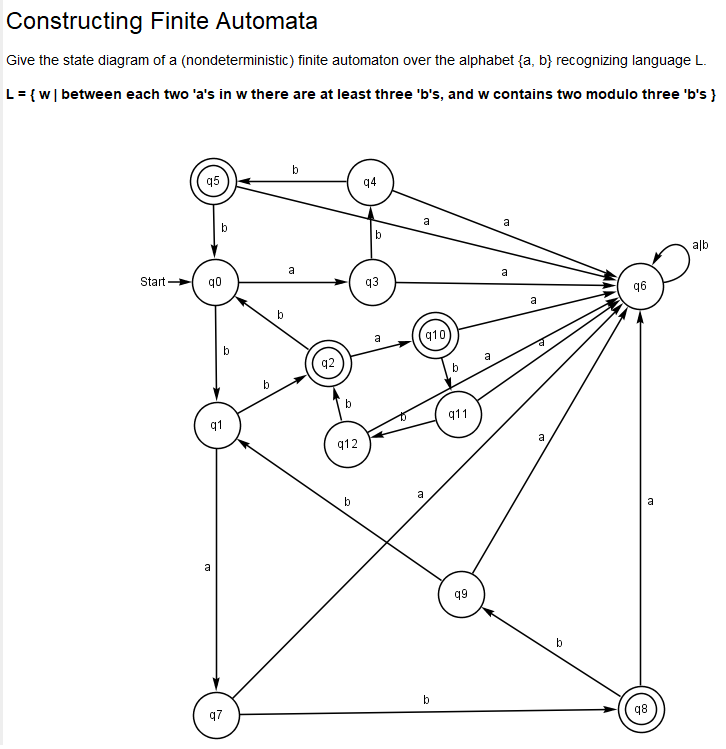 Constructing Finite Automata
Give the state diagram of a (nondeterministic) finite automaton over the alphabet {a, b} recognizing language L.
L = { w | between each two 'a's in w there are at least three 'b's, and w contains two modulo three 'b's }
b
q5
q4
a
a
b
b
a|b
Start
q0
a
q3
a
q6
a
b
a
q10
a
b
q2
a
b
b
b
q11
q1
b
q12
a
a
b
a
a
q9
b
b
q7
q8